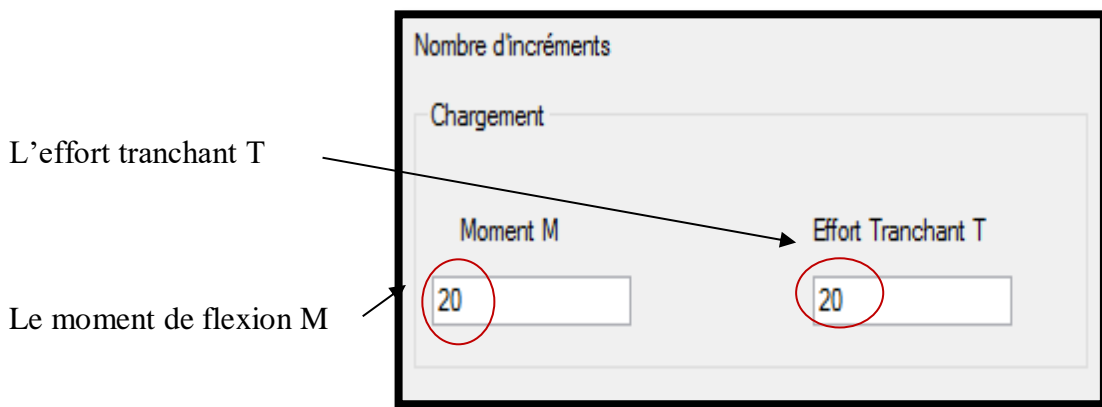 Nombre d'incréments
Chargement
L'effort tranchant T
Moment M
Effort Tranchant T
20
20
Le moment de flexion M